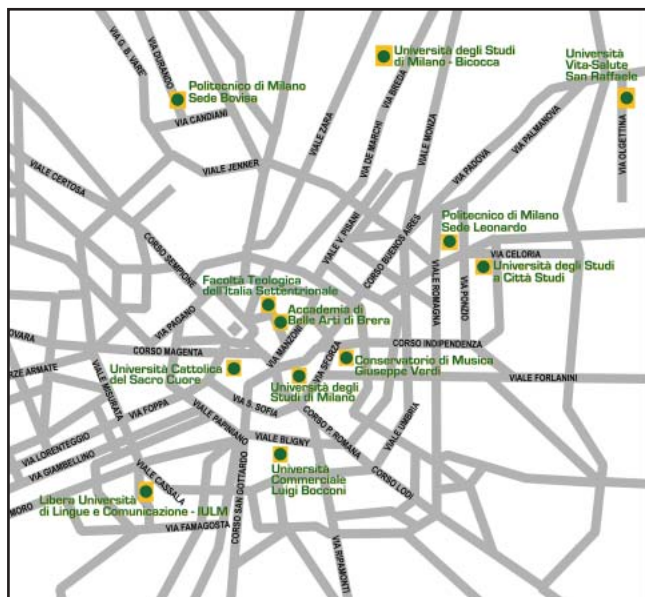 VIA G. B. VARE'
VIA DURANDO
Politecnico di Milano
Sede Bovisa
VIA CANDIANI
VIALE JENNER
VIALE CERTOSA
Università degli Studi
di Milano - Bicocca
VIA BREDA
VIALE ZARA
VIA DE MARCHI
VIALE MONZA
Università
Vita-Salute
San Raffaele
VIA OLGETTINA
VIA PALMANOVA
VIA PADOVA
VIALE V. PISANI
CORSO BUENOS AIRES
Politecnico di Milano
Sede Leonardo
VIA CELORIA
Università degli Studi
a Città Studi
VIALE ROMAGNA
VIA PONZIO
CORSO SEMPIONE
Facoltà Teologica
dell'Italia Settentrionale
Accademia di
Belle Arti di Brera
VIA PAGANO
VIA MANZONI
OVARA
CORSO MAGENTA
CORSO INDIPENDENZA
VIA SFORZA
Conservatorio di Musica
Giuseppe Verdi
RZE ARMATE
Università Cattolica
del Sacro Cuore
Università degli
Studi di Milano
VIALE FORLANINI
VIALE MISURATA
VIA FOPPA
VIA S. SOFIA
VIALE PAPINIANO
CORSO P. ROMANA
VIALE UMBRIA
VIALE BLIGNY
VIA LORENTEGGIO
VIA GIAMBELLINO
Università
Commerciale
Luigi Bocconi
CORSO LODI
VIALE CASSALA
MORO
Libera Università
di Lingue e Comunicazione - IULM
VIA FAMAGOSTA
CORSO SAN GOTTARDO
VIA RIPAMONTI